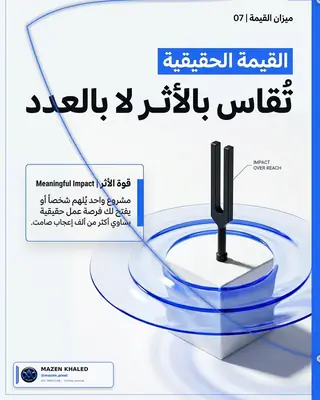 ميزان القيمة | 07
القيمة الحقيقية
تُقاس بالأثر لا بالعدد
IMPACT
OVER REACH
قوة الأثر | Meaningful Impact
مشروع واحد يُلهم شخصاً أو
يفتح لك فرصة عمل حقيقية
يساوي أكثر من ألف إعجاب صامت.
MAZEN KHALED